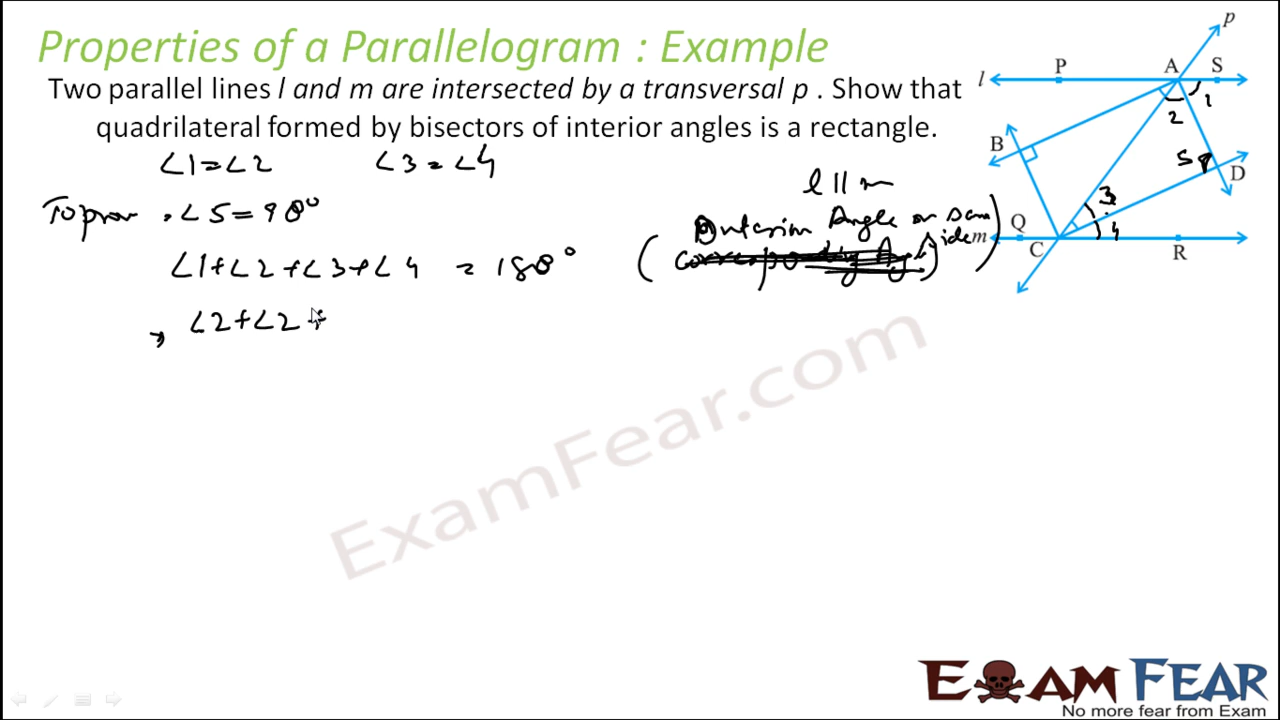 Properties of a Parallelogram : Example
Two parallel lines l and m are intersected by a transversal p . Show that
quadrilateral formed by bisectors of interior angles is a rectangle.
∠1=∠2 ∠3=∠4
l || m
To prov . ∠5=90°
Interior Angle on same side
∠1+∠2+∠3+∠4 = 180° (
)
→ ∠2+∠2+
p
l P A S
1
2
B
5
D
3
4
m Q C R
ExamFear.com
EXAM FEAR
No more fear from Exam